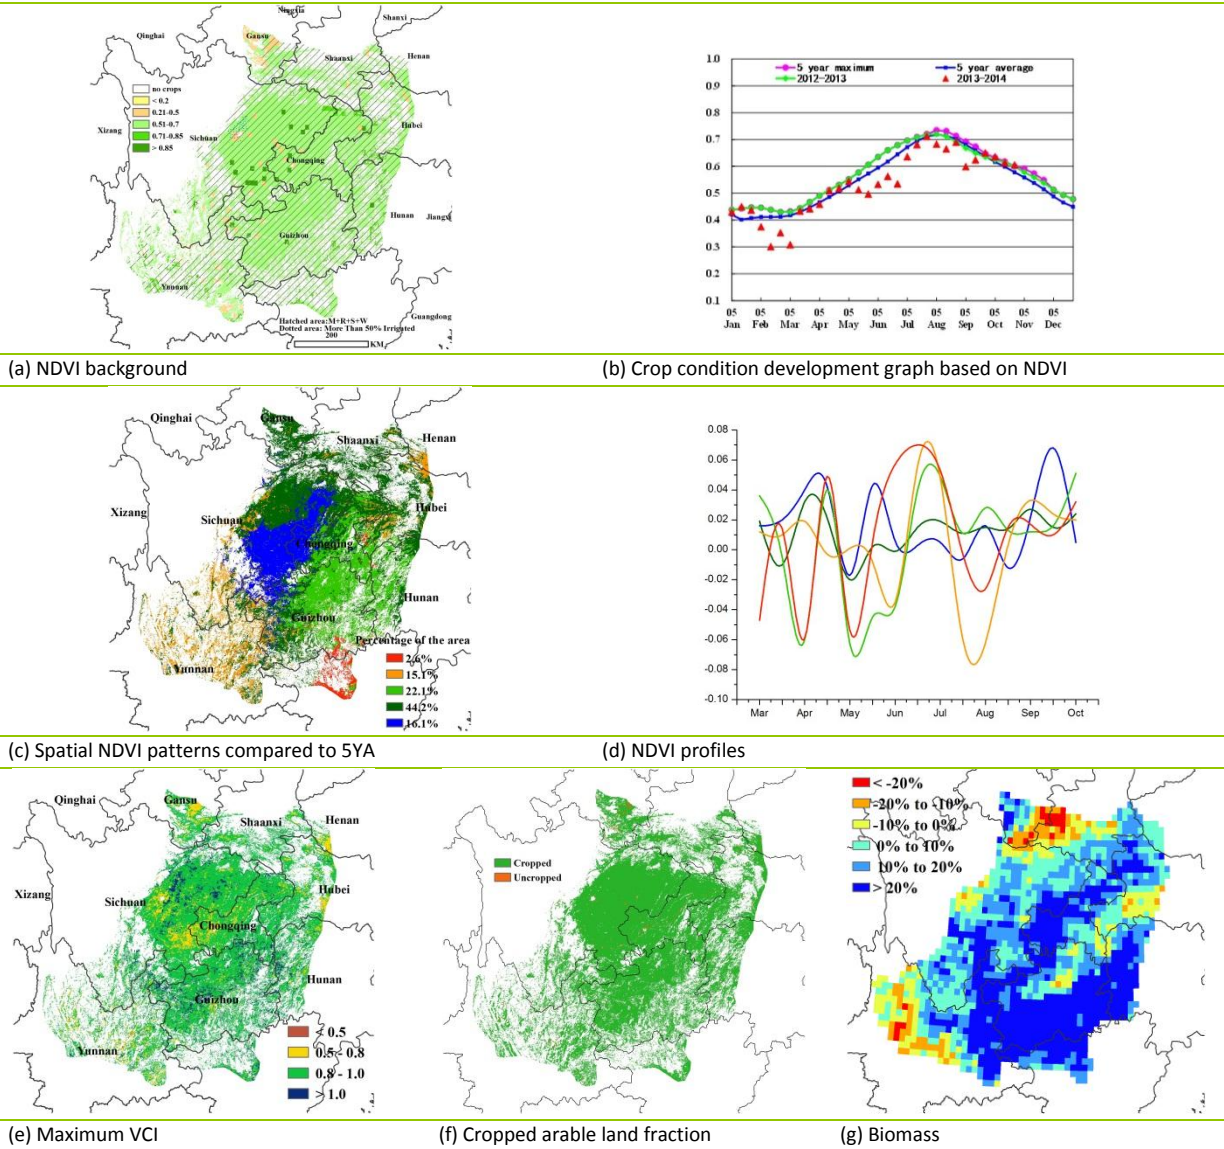 Ningxia
Shanxi
Qinghai
Gansu
Shaanxi
Henan
no crops
< 0.2
0.21-0.5
0.51-0.7
0.71-0.85
> 0.85
Xizang
Sichuan
Hubei
Chongqing
Hunan
Guizhou
Yunnan
Guangdong
Hatched area:M+R+S+W
Dotted area: More Than 50% Irrigated
200
KM
5 year maximum
5 year average
2012-2013
2013-2014
1.0
0.9
0.8
0.7
0.6
0.5
0.4
0.3
0.2
0.1
05 05 05 05 05 05 05 05 05 05 05 05
Jan Feb Mar Apr May Jun Jul Aug Sep Oct Nov Dec
(a) NDVI background
(b) Crop condition development graph based on NDVI
Qinghai
Gansu
Shaanxi
Henan
Xizang
Sichuan
Hubei
Chongqing
Hunan
Guizhou
Yunnan
Percentage of the area
2.6%
15.1%
22.1%
44.2%
16.1%
0.08
0.06
0.04
0.02
0.00
-0.02
-0.04
-0.06
-0.08
-0.10
Mar Apr May Jun Jul Aug Sep Oct
(c) Spatial NDVI patterns compared to 5YA
(d) NDVI profiles
Qinghai
Gansu
Shaanxi
Henan
Xizang
Sichuan
Hubei
Chongqing
Hunan
Guizhou
Yunnan
< 0.5
0.5 - 0.8
0.8 - 1.0
> 1.0
Cropped
Uncropped
< -20%
-20% to -10%
-10% to 0%
0% to 10%
10% to 20%
> 20%
(e) Maximum VCI
(f) Cropped arable land fraction
(g) Biomass